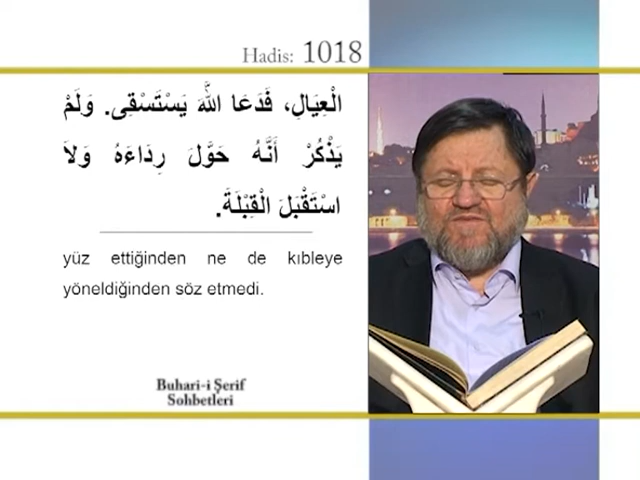 Hadis: 1018
الْعِيَالِ، فَدَعَا اللَّهَ يَسْتَسْقِى. وَلَمْ
يَذْكُرْ أَنَّهُ حَوَّلَ رِدَاءَهُ وَلاَ
اسْتَقْبَلَ الْقِبْلَةَ.
yüz ettiğinden ne de kıbleye
yöneldiğinden söz etmedi.
Buhari-i Şerif
Sohbetleri